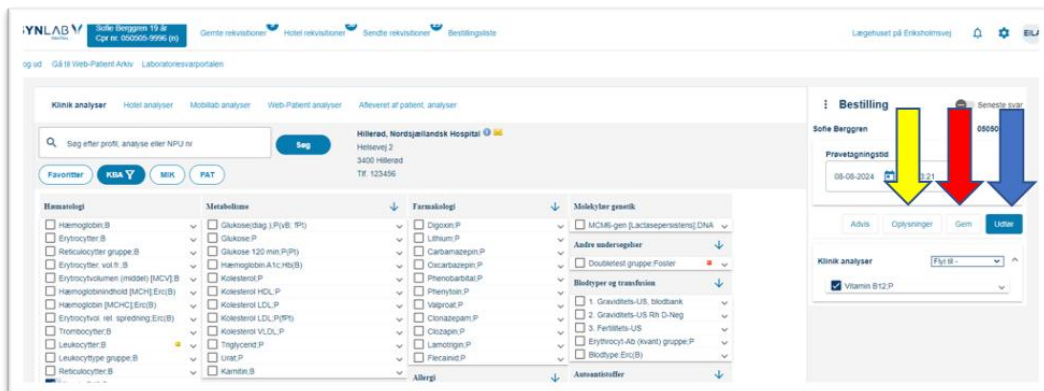 SYNLAB
Sofie Berggren 19 år
Cpr nr. 050505-9996 (n)
Gemte rekvisitioner
Hotel rekvisitioner
Sendte rekvisitioner
Bestillingsliste
Lægehuset på Eriksholmsvej
og ud Gå til Web-Patient Arkiv Laboratoriesvarportalen
Klinik analyser Hotel analyser Mobillab analyser Web-Patient analyser Afleveret af patient, analyser
Søg efter profil, analyse eller NPU nr
Søg
Favoritter KBA MIK PAT
Hillerød, Nordsjællandsk Hospital
Helsevej 2
3400 Hillerød
Tlf. 123456
Hæmatologi
Hæmoglobin;B
Erytrocytter;B
Reticulocytter gruppe;B
Erytrocytter, vol.fr.;B
Erytrocytvolumen (middel) [MCV];B
Hæmoglobinindhold [MCH];Erc(B)
Hæmoglobin [MCHC];Erc(B)
Erytrocytvol. rel. spredning;Erc(B)
Trombocytter;B
Leukocytter;B
Leukocyttype gruppe;B
Reticulocytter;B
Metabolisme
Glukose(diag.);P(vB; fPt)
Glukose;P
Glukose 120 min;P(Pt)
Hæmoglobin A1c;Hb(B)
Kolesterol;P
Kolesterol HDL;P
Kolesterol LDL;P
Kolesterol LDL;P(fPt)
Kolesterol VLDL;P
Triglycerid;P
Urat;P
Karnitin;B
Farmakologi
Digoxin;P
Lithium;P
Carbamazepin;P
Oxcarbazepin;P
Phenobarbital;P
Phenytoin;P
Valproat;P
Clonazepam;P
Clozapin;P
Lamotrigin;P
Flecainid;P
Allergi
Molekylær genetik
MCM6-gen [Lactasepersistens];DNA
Andre undersøgelser
Doubletest gruppe;Foster
Blodtyper og transfusion
1. Graviditets-US, blodbank
2. Graviditets-US Rh D-Neg
3. Fertilitets-US
Erythrocyt-Ab (kvant) gruppe;P
Blodtype;Erc(B)
Autoantistoffer
Bestilling
Seneste svar
Sofie Berggren
Prøvetagningstid
08-08-2024
Advis Oplysninger Gem Udfør
Klinik analyser Flyt til -
Vitamin B12;P